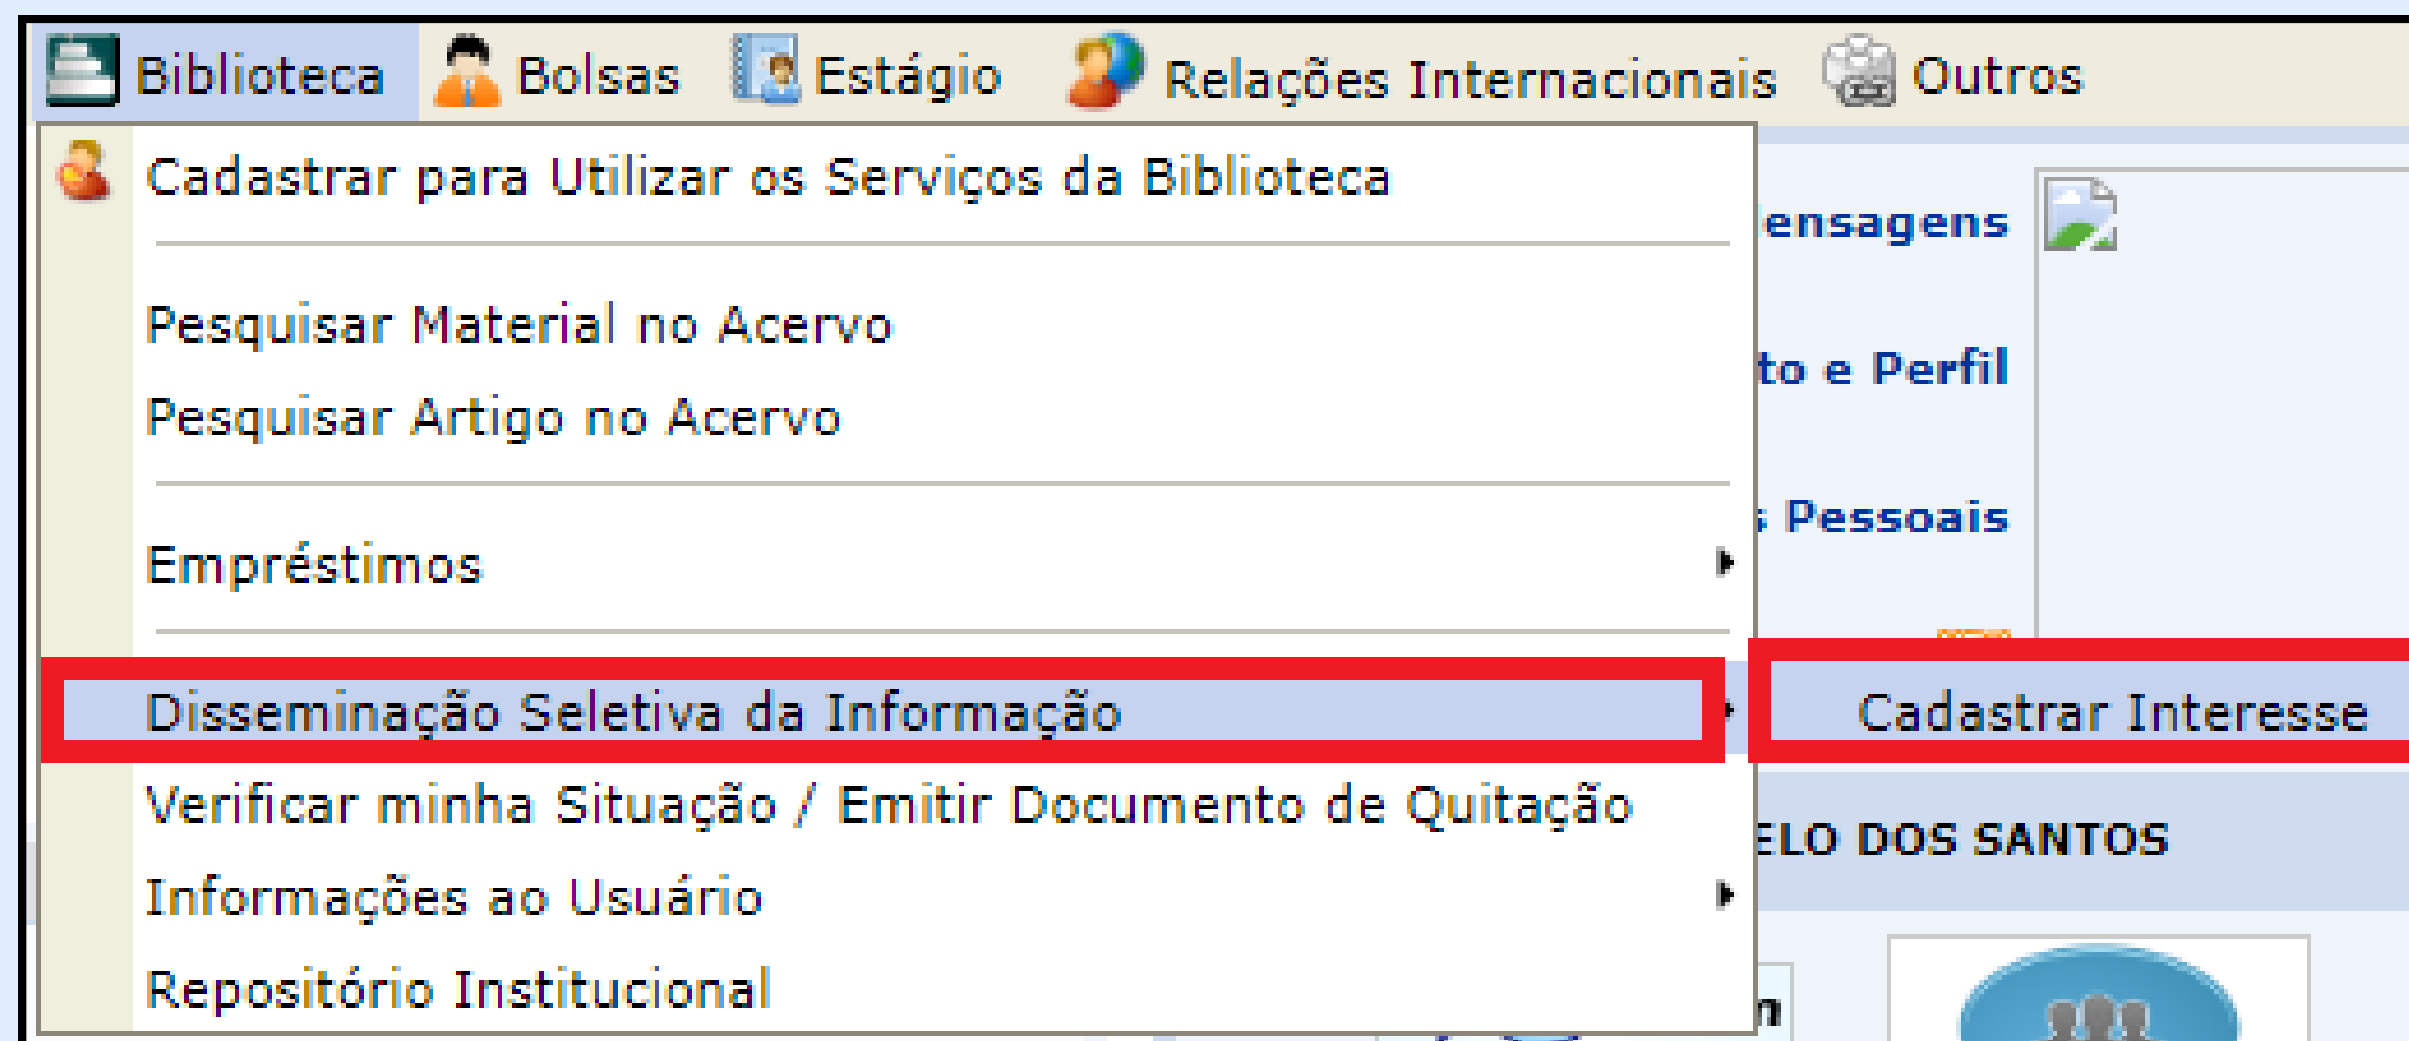 Biblioteca Bolsas Estágio Relações Internacionais Outros
Cadastrar para Utilizar os Serviços da Biblioteca
ensagens
Pesquisar Material no Acervo
to e Perfil
Pesquisar Artigo no Acervo
s Pessoais
Empréstimos
Disseminação Seletiva da Informação
Cadastrar Interesse
Verificar minha Situação / Emitir Documento de Quitação
ELO DOS SANTOS
Informações ao Usuário
Repositório Institucional